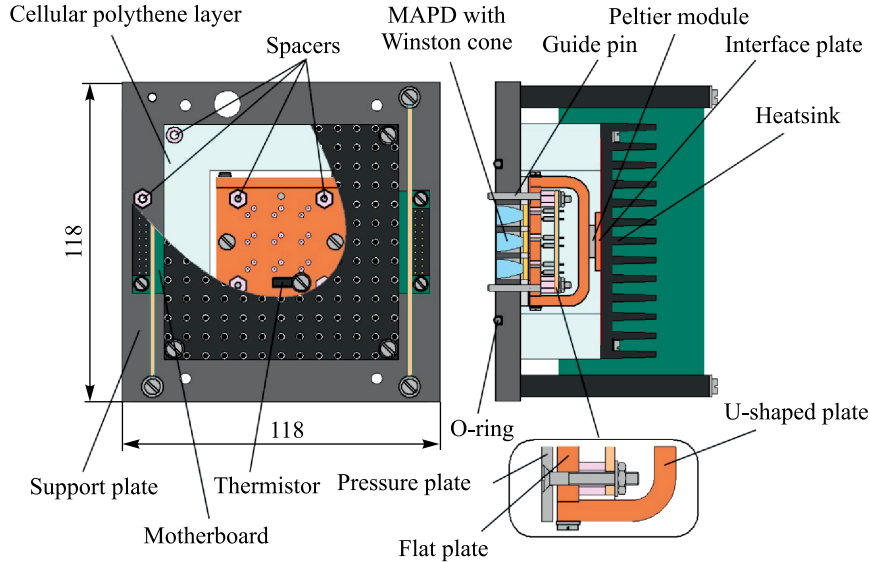 Cellular polythene layer
Spacers
MAPD with
Winston cone
Guide pin
Peltier module
Interface plate
Heatsink
118
118
O-ring
U-shaped plate
Support plate
Thermistor
Pressure plate
Motherboard
Flat plate